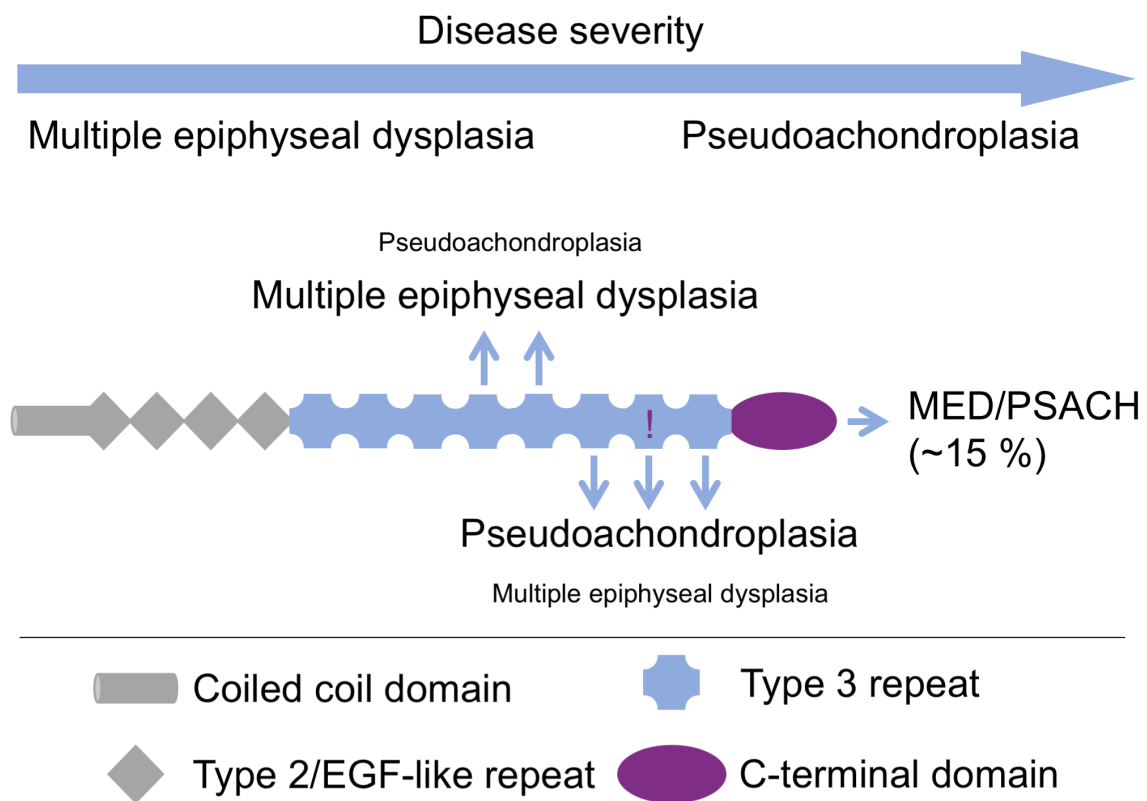 Disease severity
Multiple epiphyseal dysplasia
Pseudoachondroplasia
Pseudoachondroplasia
Multiple epiphyseal dysplasia
!
MED/PSACH
(~15 %)
Pseudoachondroplasia
Multiple epiphyseal dysplasia
Coiled coil domain
Type 3 repeat
Type 2/EGF-like repeat
C-terminal domain